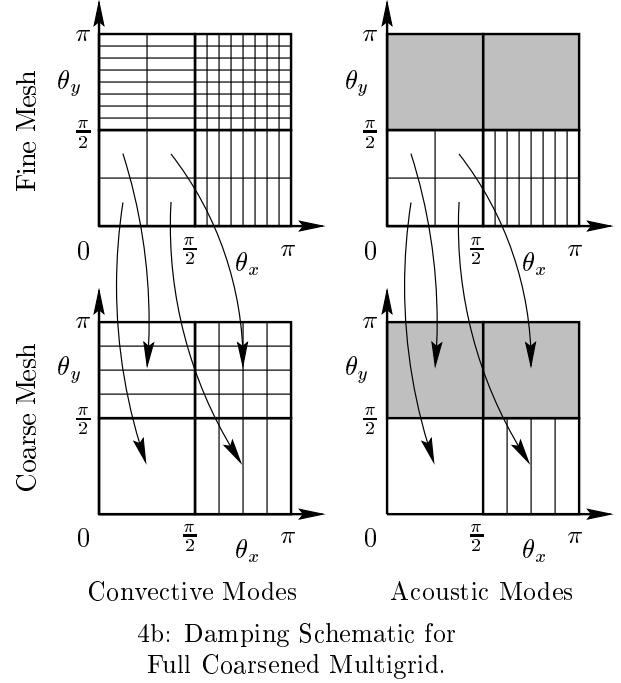 Fine Mesh
π
θy
π/2
0
π/2
θx
π
π
θy
π/2
0
π/2
θx
π
Coarse Mesh
π
θy
π/2
0
π/2
θx
π
π
θy
π/2
0
π/2
θx
π
Convective Modes
Acoustic Modes
4b: Damping Schematic for
Full Coarsened Multigrid.